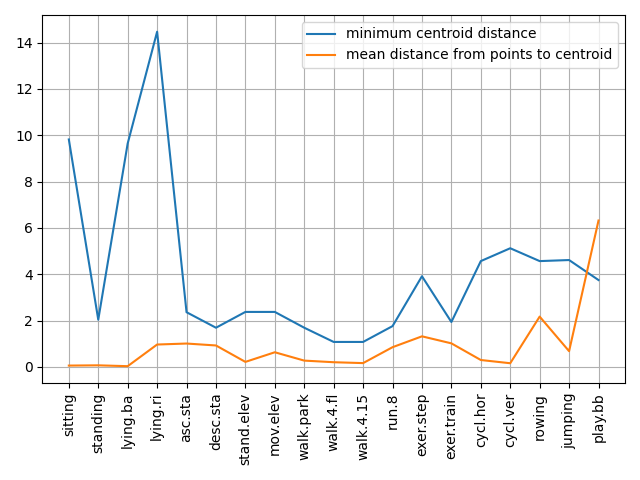 minimum centroid distance
mean distance from points to centroid
14
12
10
8
6
4
2
0
sitting
standing
lying.ba
lying.ri
asc.sta
desc.sta
stand.elev
mov.elev
walk.park
walk.4.fl
walk.4.15
run.8
exer.step
exer.train
cycl.hor
cycl.ver
rowing
jumping
play.bb